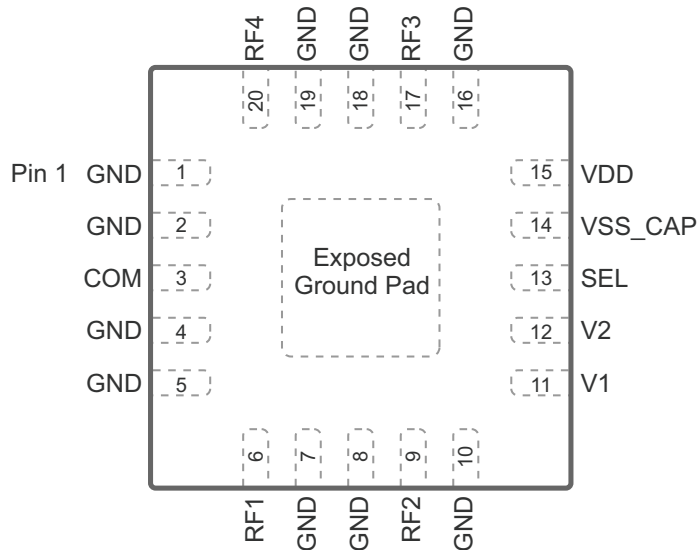 RF4 GND GND RF3 GND
20 19 18 17 16
Pin 1 GND 1 15 VDD
GND 2 14 VSS_CAP
COM 3 13 SEL
GND 4 12 V2
GND 5 11 V1
Exposed
Ground Pad
6 7 8 9 10
RF1 GND GND RF2 GND